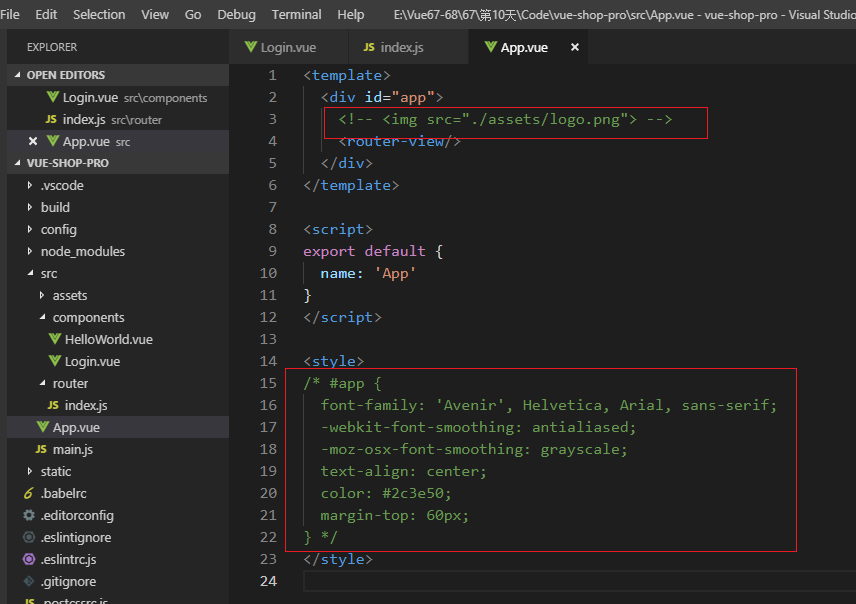 File Edit Selection View Go Debug Terminal Help E:\Vue67-68\67\第10天\Code\vue-shop-pro\src\App.vue - vue-shop-pro - Visual Studio
EXPLORER
OPEN EDITORS
Login.vue src\components
JS index.js src\router
× App.vue src
VUE-SHOP-PRO
.vscode
build
config
node_modules
src
assets
components
HelloWorld.vue
Login.vue
router
JS index.js
App.vue
JS main.js
static
.babelrc
.editorconfig
.eslintignore
.eslintrc.js
.gitignore
JS .postcssrc.js
Login.vue JS index.js App.vue ×
1 <template>
2 <div id="app">
3 <!-- <img src="./assets/logo.png"> -->
4 <router-view/>
5 </div>
6 </template>
7
8 <script>
9 export default {
10 name: 'App'
11 }
12 </script>
13
14 <style>
15 /* #app {
16 font-family: 'Avenir', Helvetica, Arial, sans-serif;
17 -webkit-font-smoothing: antialiased;
18 -moz-osx-font-smoothing: grayscale;
19 text-align: center;
20 color: #2c3e50;
21 margin-top: 60px;
22 } */
23 </style>
24